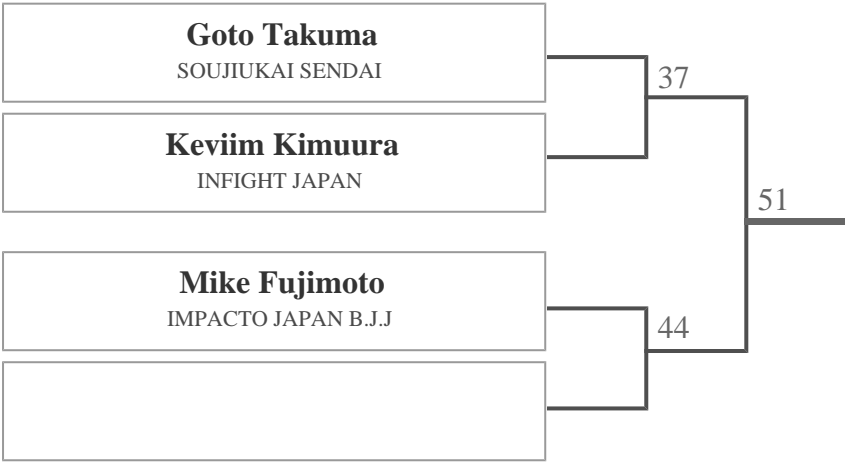 Goto Takuma
SOUJIUKAI SENDAI
37
Keviim Kimuura
INFIGHT JAPAN
51
Mike Fujimoto
IMPACTO JAPAN B.J.J
44